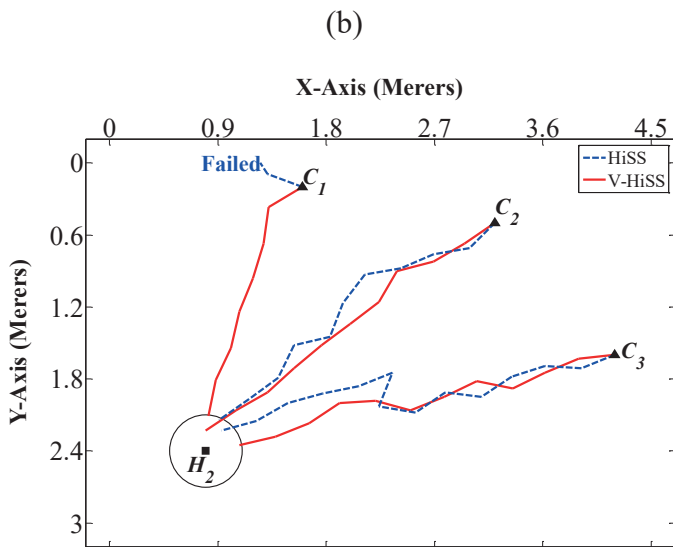 (b)
X-Axis (Merers)
0 0.9 1.8 2.7 3.6 4.5
Y-Axis (Merers)
0
0.6
1.2
1.8
2.4
3
Failed
C1
C2
C3
H2
HiSS
V-HiSS